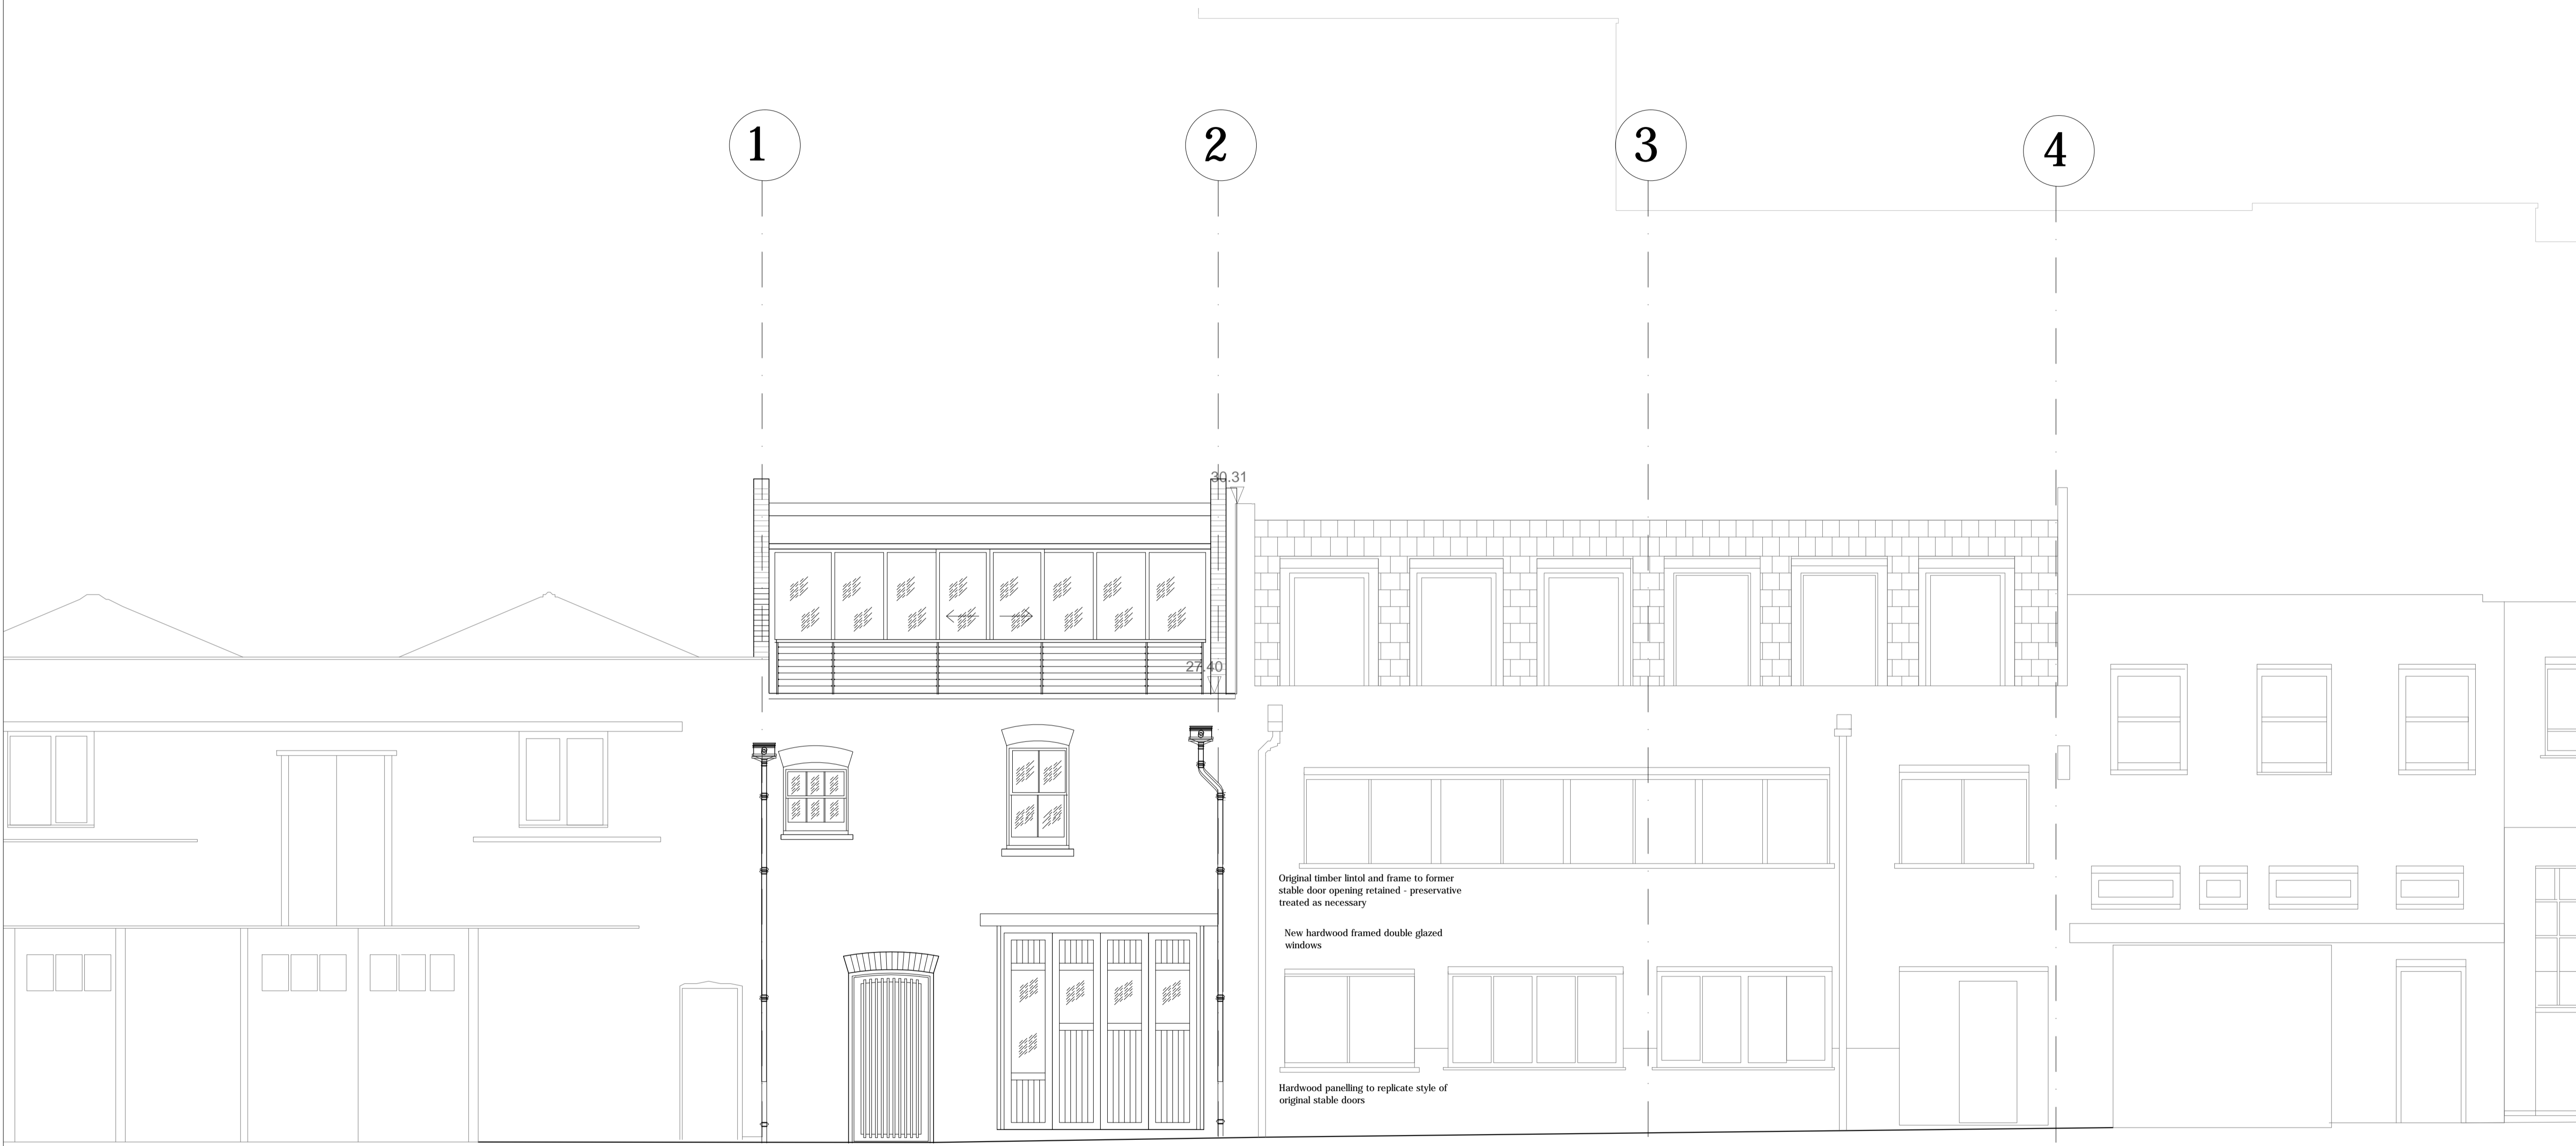 1
2
3
4
30.31
27.40
Original timber lintol and frame to former
stable door opening retained - preservative
treated as necessary
New hardwood framed double glazed
windows
Hardwood panelling to replicate style of
original stable doors